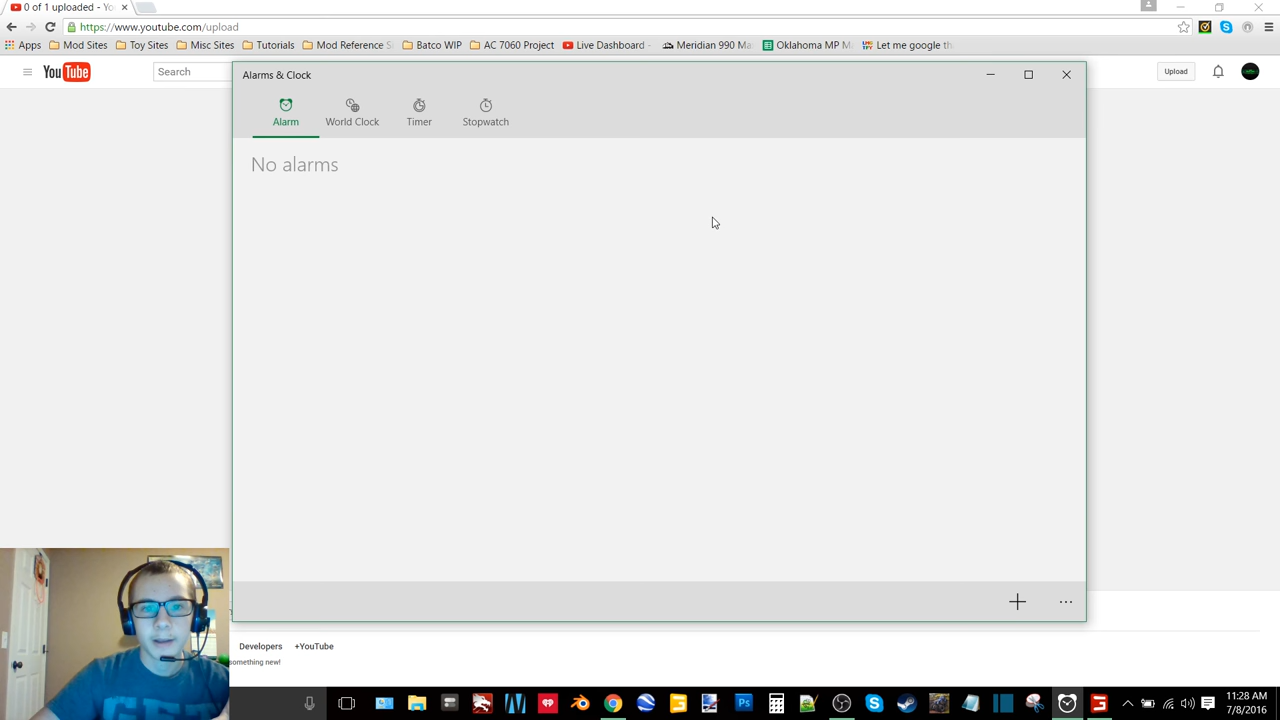 0 of 1 uploaded - Yo
https://www.youtube.com/upload
Apps Mod Sites Toy Sites Misc Sites Tutorials Mod Reference Batco WIP AC 7060 Project Live Dashboard - Meridian 990 Ma Oklahoma MP M Let me google th
YouTube Search Upload
Alarms & Clock
Alarm World Clock Timer Stopwatch
No alarms
Developers +YouTube
something new!
11:28 AM
7/8/2016